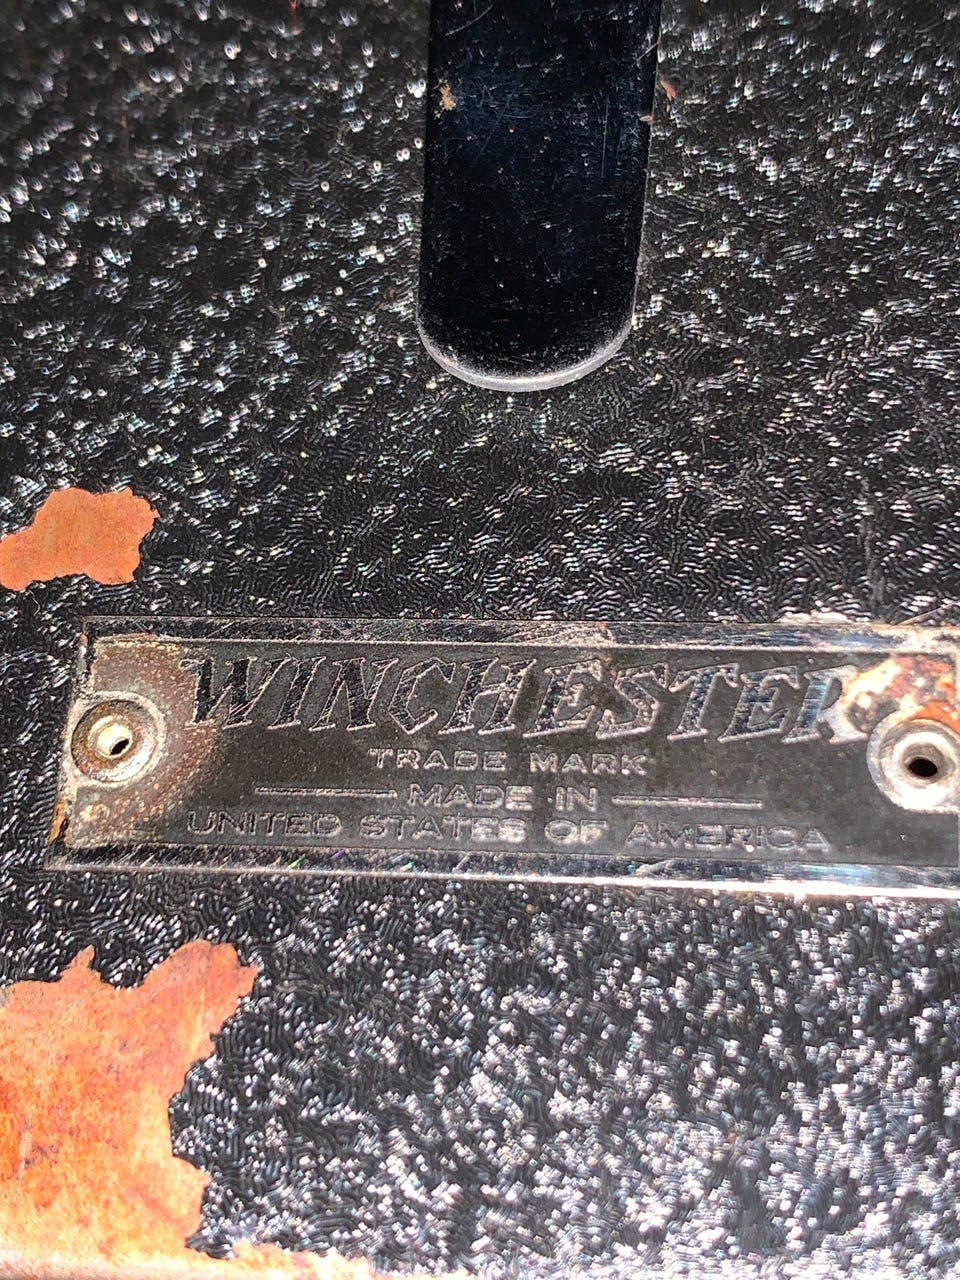 WINCHESTER
TRADE MARK
MADE IN
UNITED STATES OF AMERICA